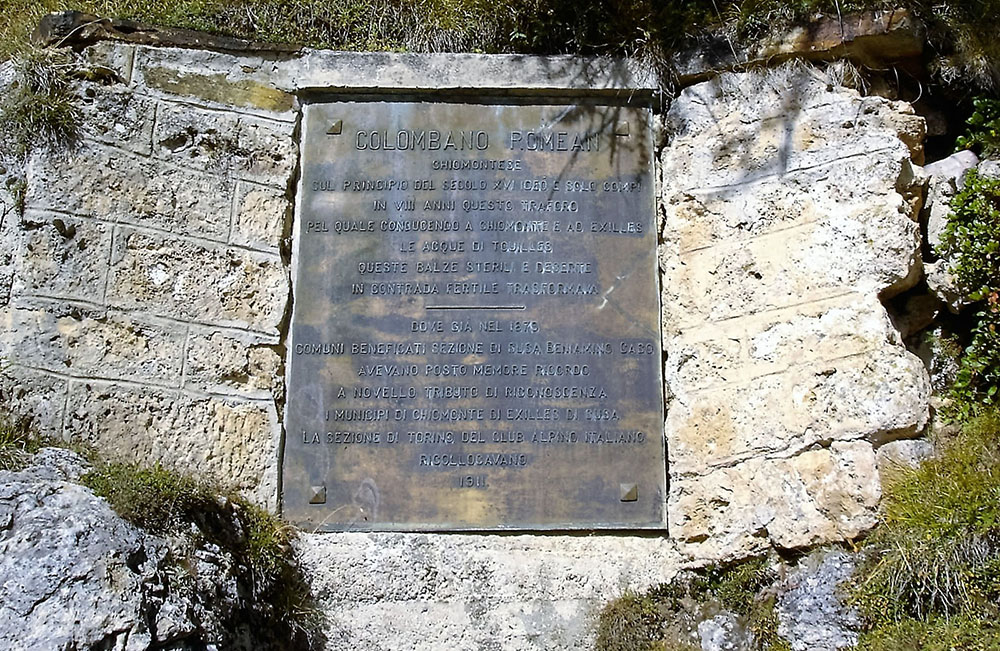 COLOMBANO ROMEAN
CHIOMONTESE
SUL PRINCIPIO DEL SECOLO XVI IDEÒ E SOLO COMPÌ
IN VIII ANNI QUESTO TRAFORO
PEL QUALE CONDUCENDO A CHIOMONTE E AD EXILLES
LE ACQUE DI TOUILLES
QUESTE BALZE STERILI E DESERTE
IN CONTRADA FERTILE TRASFORMAVA
DOVE GIÀ NEL 1879
COMUNI BENEFICATI SEZIONE DI SUSA BENIAMINO CASO
AVEVANO POSTO MEMORE RICORDO
A NOVELLO TRIBUTO DI RICONOSCENZA
I MUNICIPI DI CHIOMONTE DI EXILLES DI SUSA
LA SEZIONE DI TORINO DEL CLUB ALPINO ITALIANO
RICOLLOCAVANO
1911